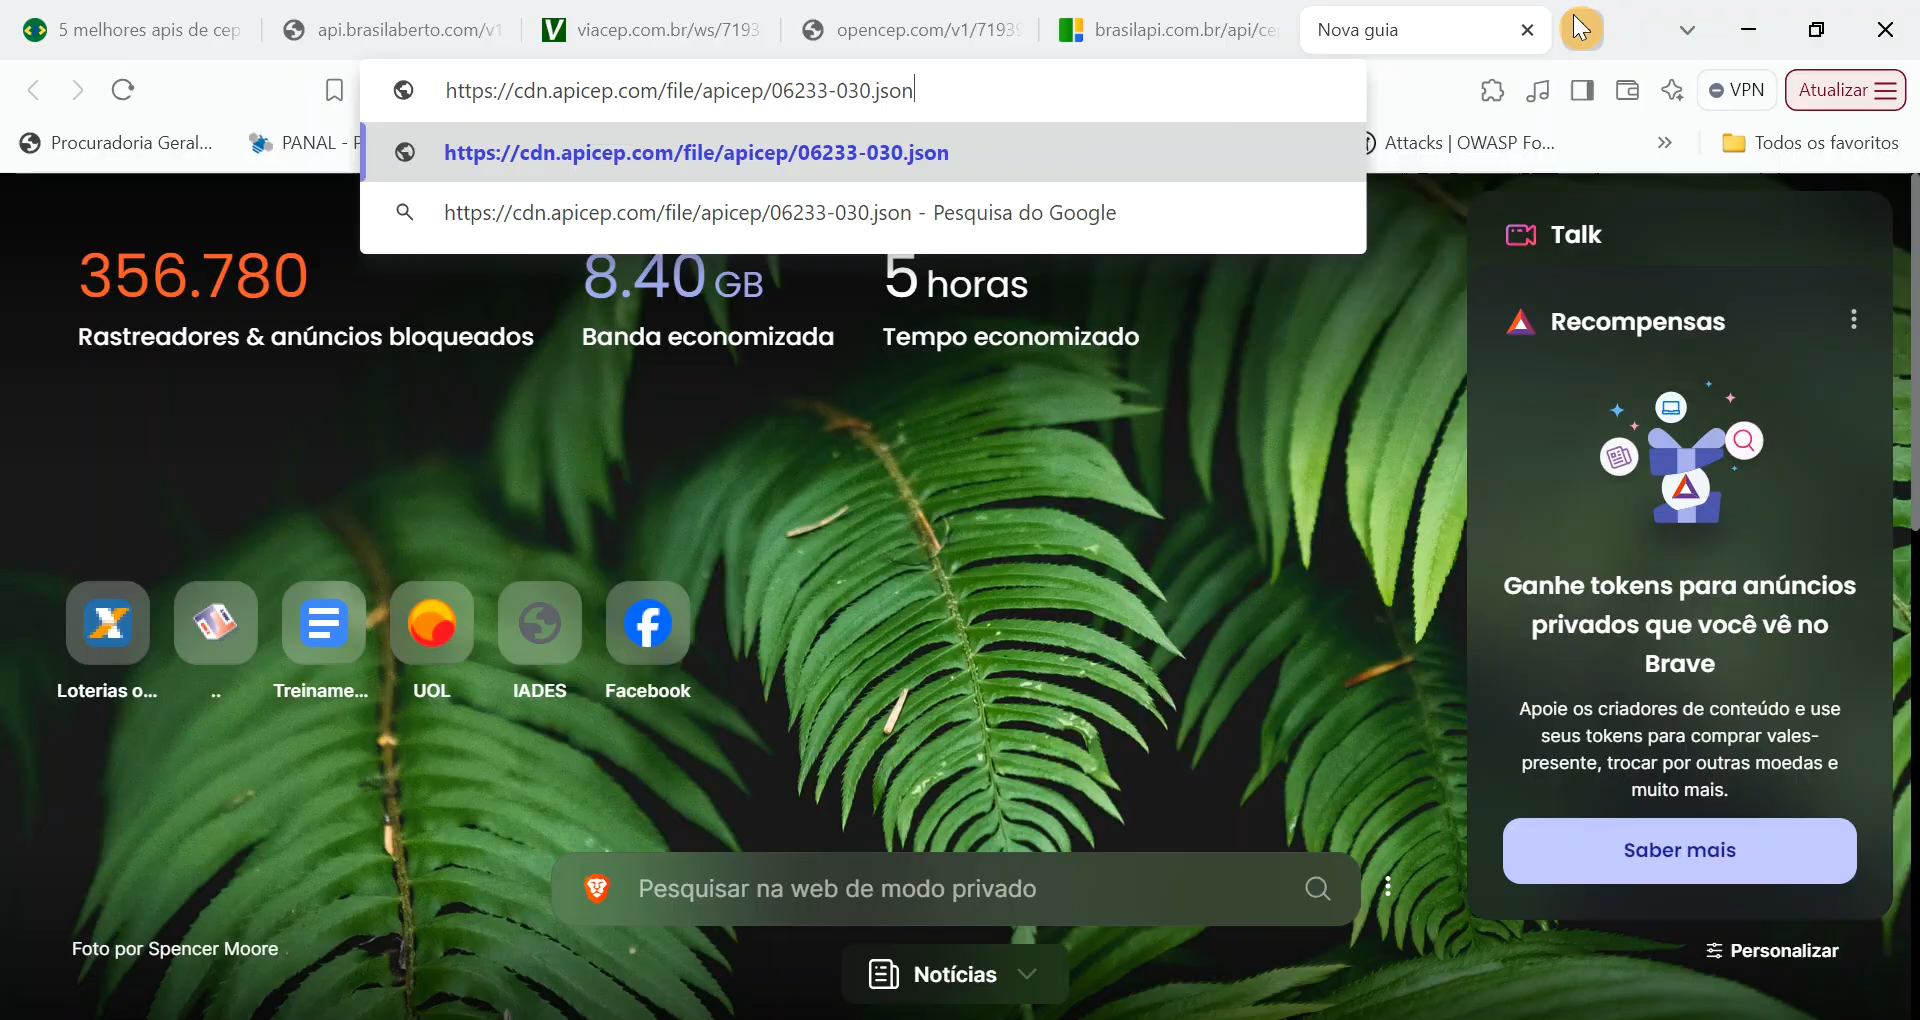 5 melhores apis de cep
api.brasilaberto.com/v1
viacep.com.br/ws/7193
opencep.com/v1/7193
brasilapi.com.br/api/ce
Nova guia
https://cdn.apicep.com/file/apicep/06233-030.json
VPN
Atualizar
Procuradoria Geral...
PANAL -
Attacks | OWASP Fo...
Todos os favoritos
https://cdn.apicep.com/file/apicep/06233-030.json
https://cdn.apicep.com/file/apicep/06233-030.json - Pesquisa do Google
356.780
Rastreadores & anúncios bloqueados
8.40 GB
Banda economizada
5 horas
Tempo economizado
Talk
Recompensas
Ganhe tokens para anúncios
privados que você vê no
Brave
Apoie os criadores de conteúdo e use
seus tokens para comprar vales-
presente, trocar por outras moedas e
muito mais.
Saber mais
Loterias o...
..
Treiname...
UOL
IADES
Facebook
Pesquisar na web de modo privado
Foto por Spencer Moore
Notícias
Personalizar